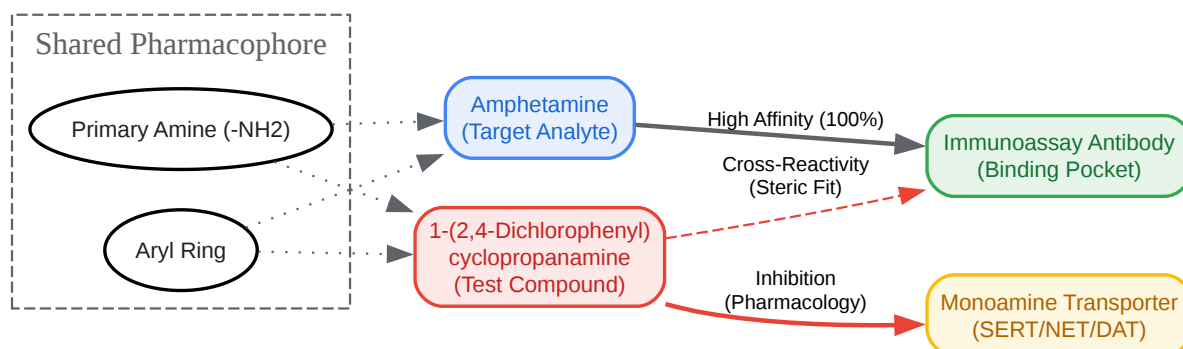 Shared Pharmacophore
Primary Amine (-NH2)
Aryl Ring
Amphetamine
(Target Analyte)
1-(2,4-Dichlorophenyl)
cyclopropanamine
(Test Compound)
High Affinity (100%)
Cross-Reactivity
(Steric Fit)
Inhibition
(Pharmacology)
Immunoassay Antibody
(Binding Pocket)
Monoamine Transporter
(SERT/NET/DAT)